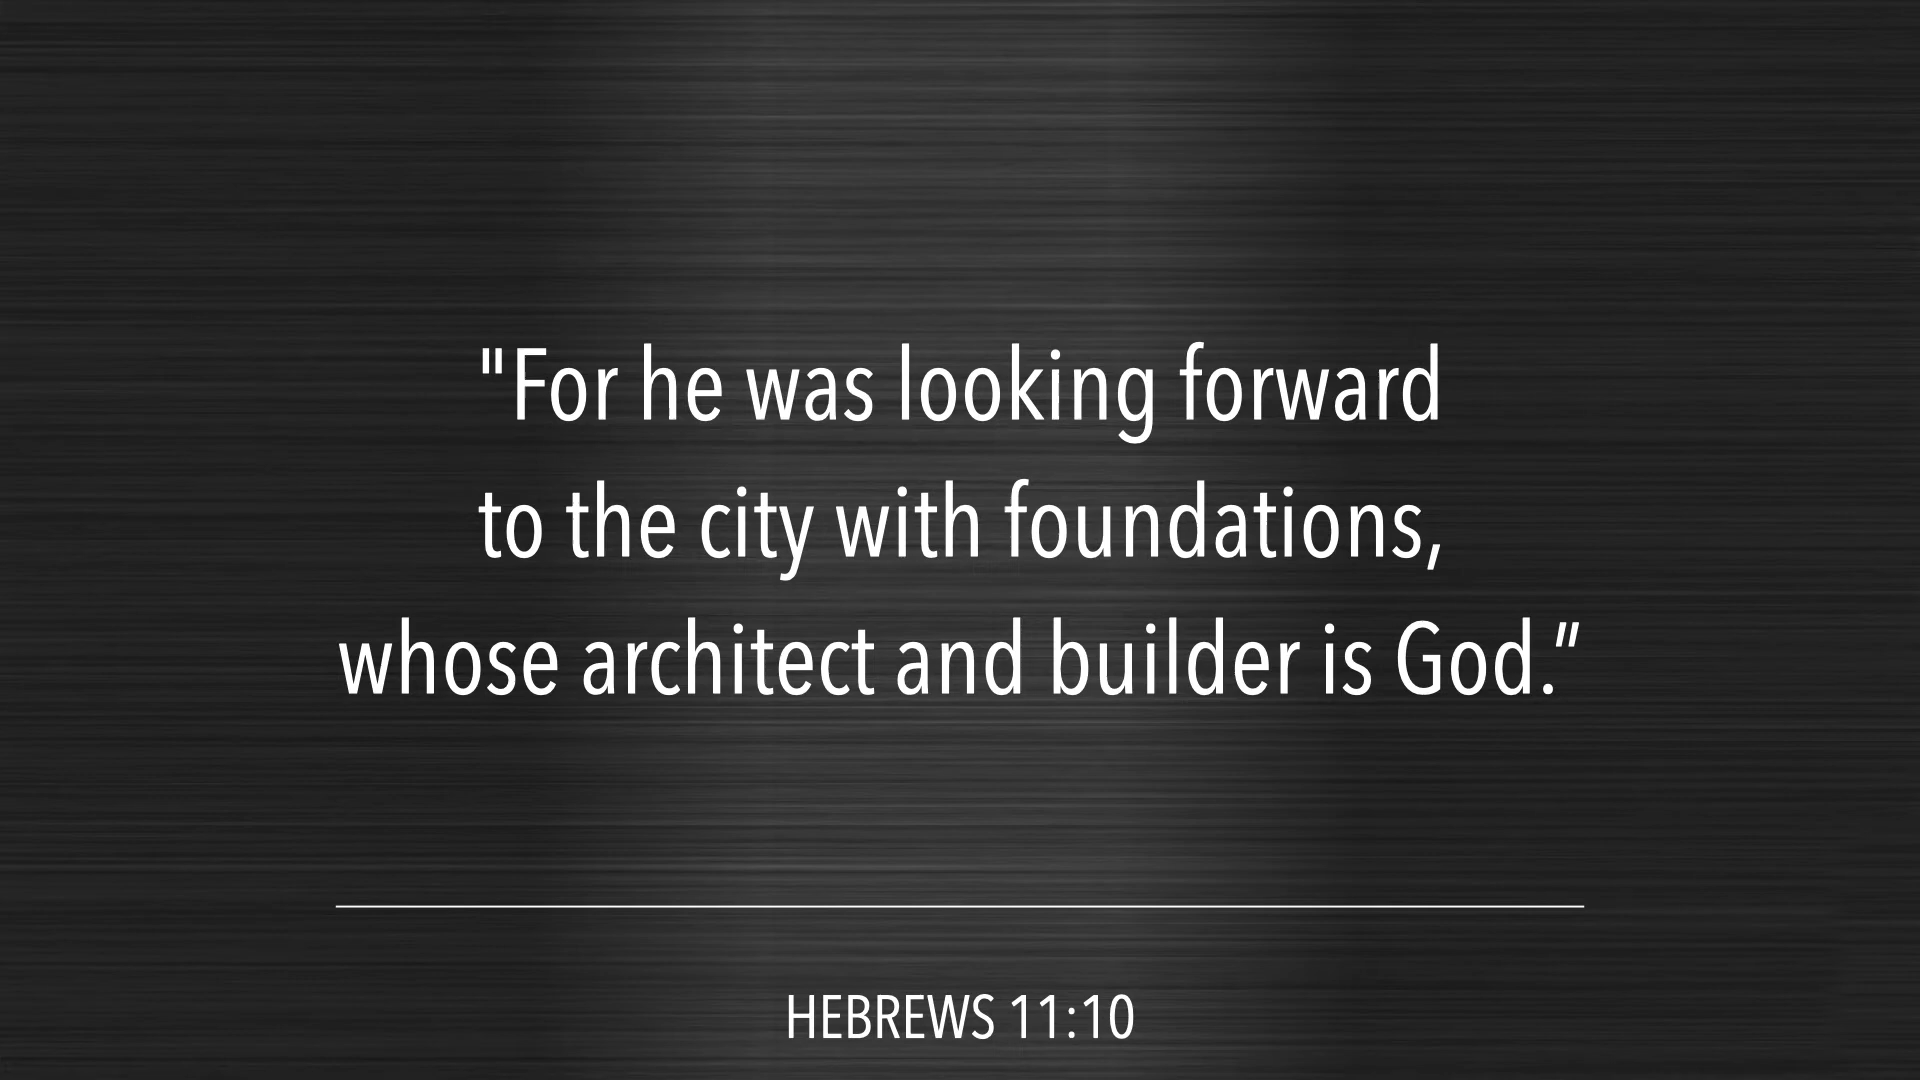 "For he was looking forward
to the city with foundations,
whose architect and builder is God.”
HEBREWS 11:10